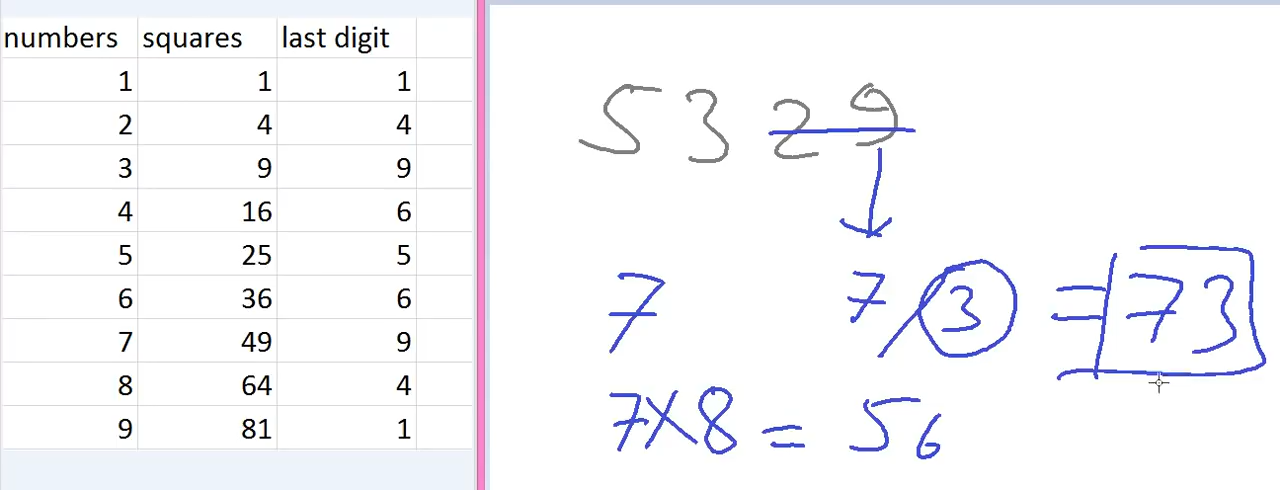 numbers squares last digit
1 1 1
2 4 4
3 9 9
4 16 6
5 25 5
6 36 6
7 49 9
8 64 4
9 81 1
5329
7 7/3 =73
7X8=56